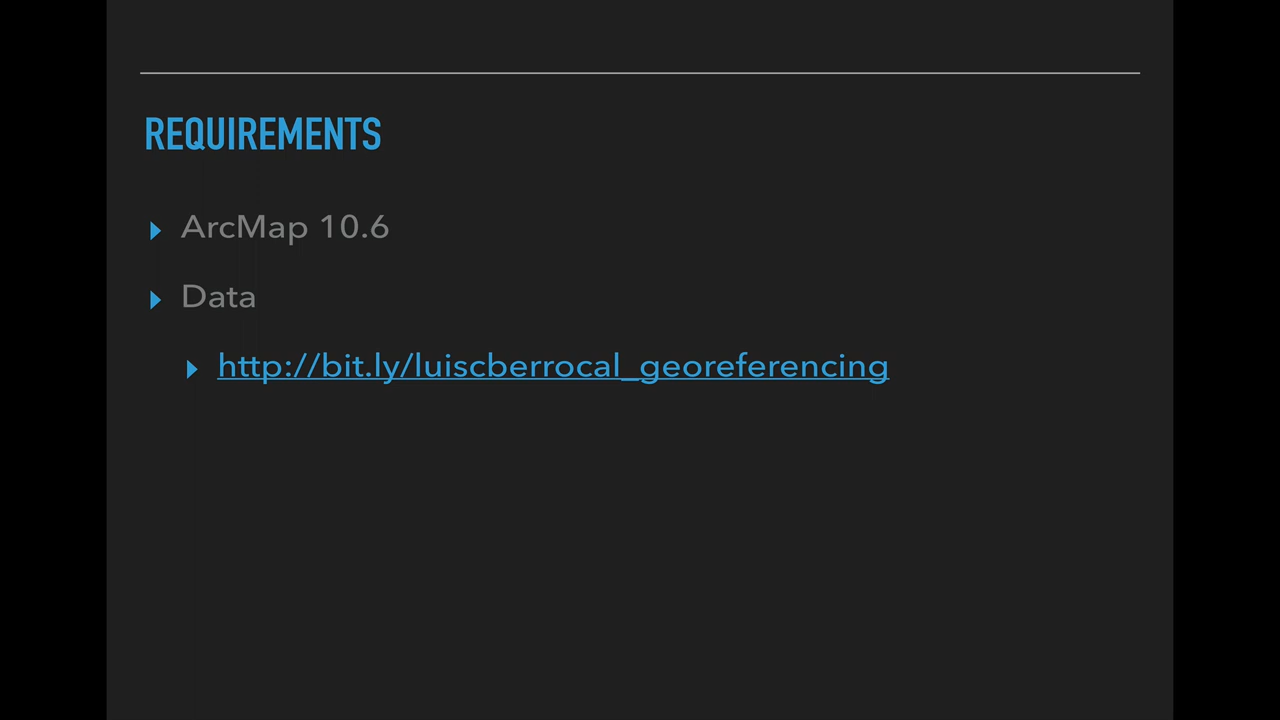 REQUIREMENTS
ArcMap 10.6
Data
http://bit.ly/luiscberrocal_georeferencing